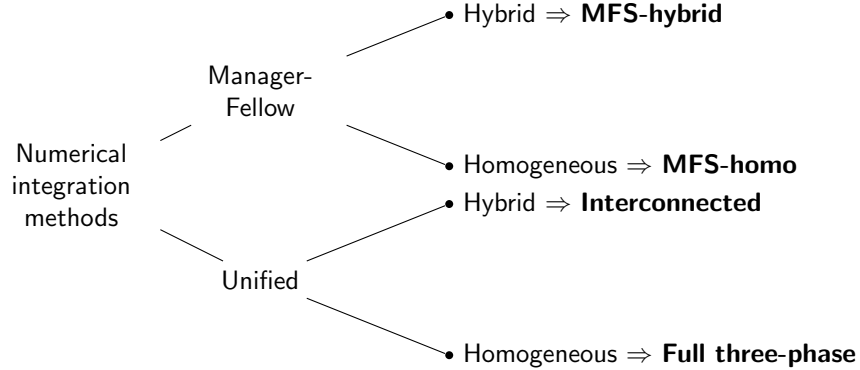 Hybrid ⇒ MFS-hybrid
Manager-
Fellow
Homogeneous ⇒ MFS-homo
Numerical
integration
methods
Hybrid ⇒ Interconnected
Unified
Homogeneous ⇒ Full three-phase